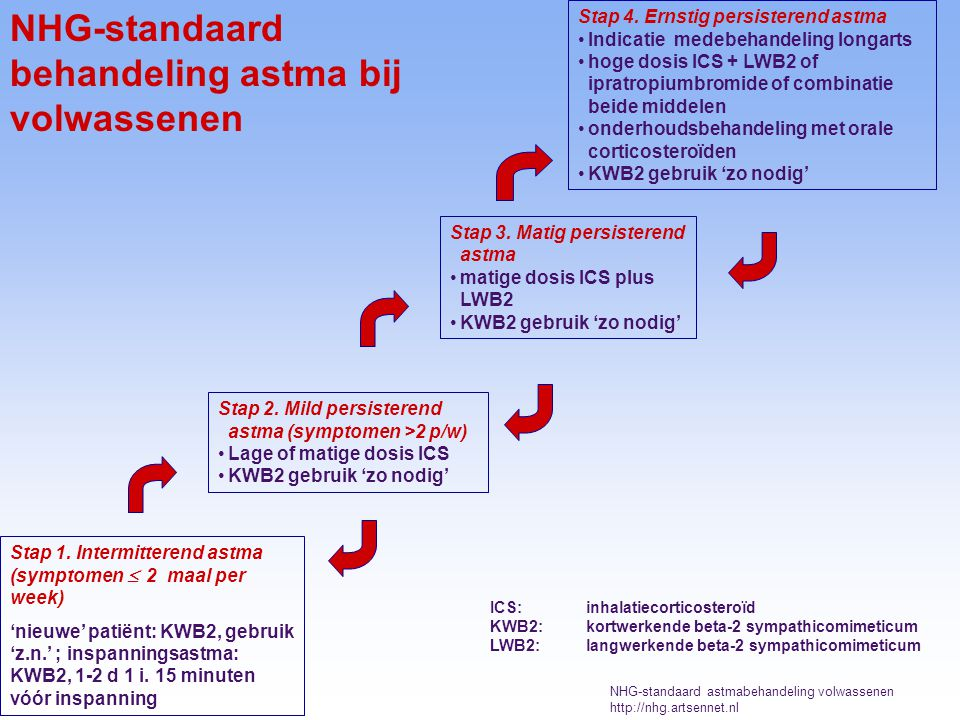 NHG-standaard
behandeling astma bij
volwassenen
Stap 4. Ernstig persisterend astma
• Indicatie medebehandeling longarts
• hoge dosis ICS + LWB2 of
ipratropiumbromide of combinatie
beide middelen
• onderhoudsbehandeling met orale
corticosteroïden
• KWB2 gebruik ‘zo nodig’
Stap 3. Matig persisterend
astma
• matige dosis ICS plus
LWB2
• KWB2 gebruik ‘zo nodig’
Stap 2. Mild persisterend
astma (symptomen >2 p/w)
• Lage of matige dosis ICS
• KWB2 gebruik ‘zo nodig’
Stap 1. Intermitterend astma
(symptomen ≤ 2 maal per
week)
‘nieuwe’ patiënt: KWB2, gebruik
‘z.n.’ ; inspanningsastma:
KWB2, 1-2 d 1 i. 15 minuten
vóór inspanning
ICS: inhalatiecorticosteroïd
KWB2: kortwerkende beta-2 sympathicomimeticum
LWB2: langwerkende beta-2 sympathicomimeticum
NHG-standaard astmabehandeling volwassenen
http://nhg.artsennet.nl